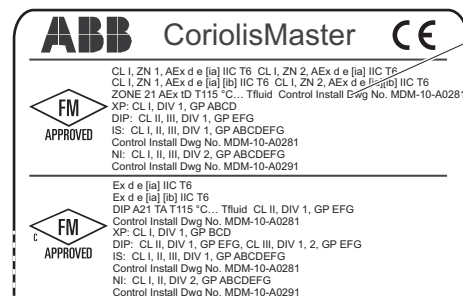 ABB CoriolisMaster CE
CL I, ZN 1, AEx d e [ia] IIC T6 CL I, ZN 2, AEx d e [ia] IIC T6
CL I, ZN 1, AEx d e [ia] [ib] IIC T6 CL I, ZN 2, AEx d e [ia][ib] IIC T6
ZONE 21 AEx tD T115 °C… Tfluid Control Install Dwg No. MDM-10-A0281
XP: CL I, DIV 1, GP ABCD
DIP: CL II, III, DIV 1, GP EFG
IS: CL I, II, III, DIV 1, GP ABCDEFG
Control Install Dwg No. MDM-10-A0281
NI: CL I, II, III, DIV 2, GP ABCDEFG
Control Install Dwg No. MDM-10-A0291
FM
APPROVED
Ex d e [ia] IIC T6
Ex d e [ia] [ib] IIC T6
DIP A21 TA T115 °C… Tfluid CL II, DIV 1, GP EFG
Control Install Dwg No. MDM-10-A0281
XP: CL I, DIV 1, GP BCD
DIP: CL II, DIV 1, GP EFG, CL III, DIV 1, 2, GP EFG
IS: CL I, II, III, DIV 1, GP ABCDEFG
Control Install Dwg No. MDM-10-A0281
NI: CL I, II, DIV 2, GP ABCDEFG
Control Install Dwg No. MDM-10-A0291
c FM
APPROVED